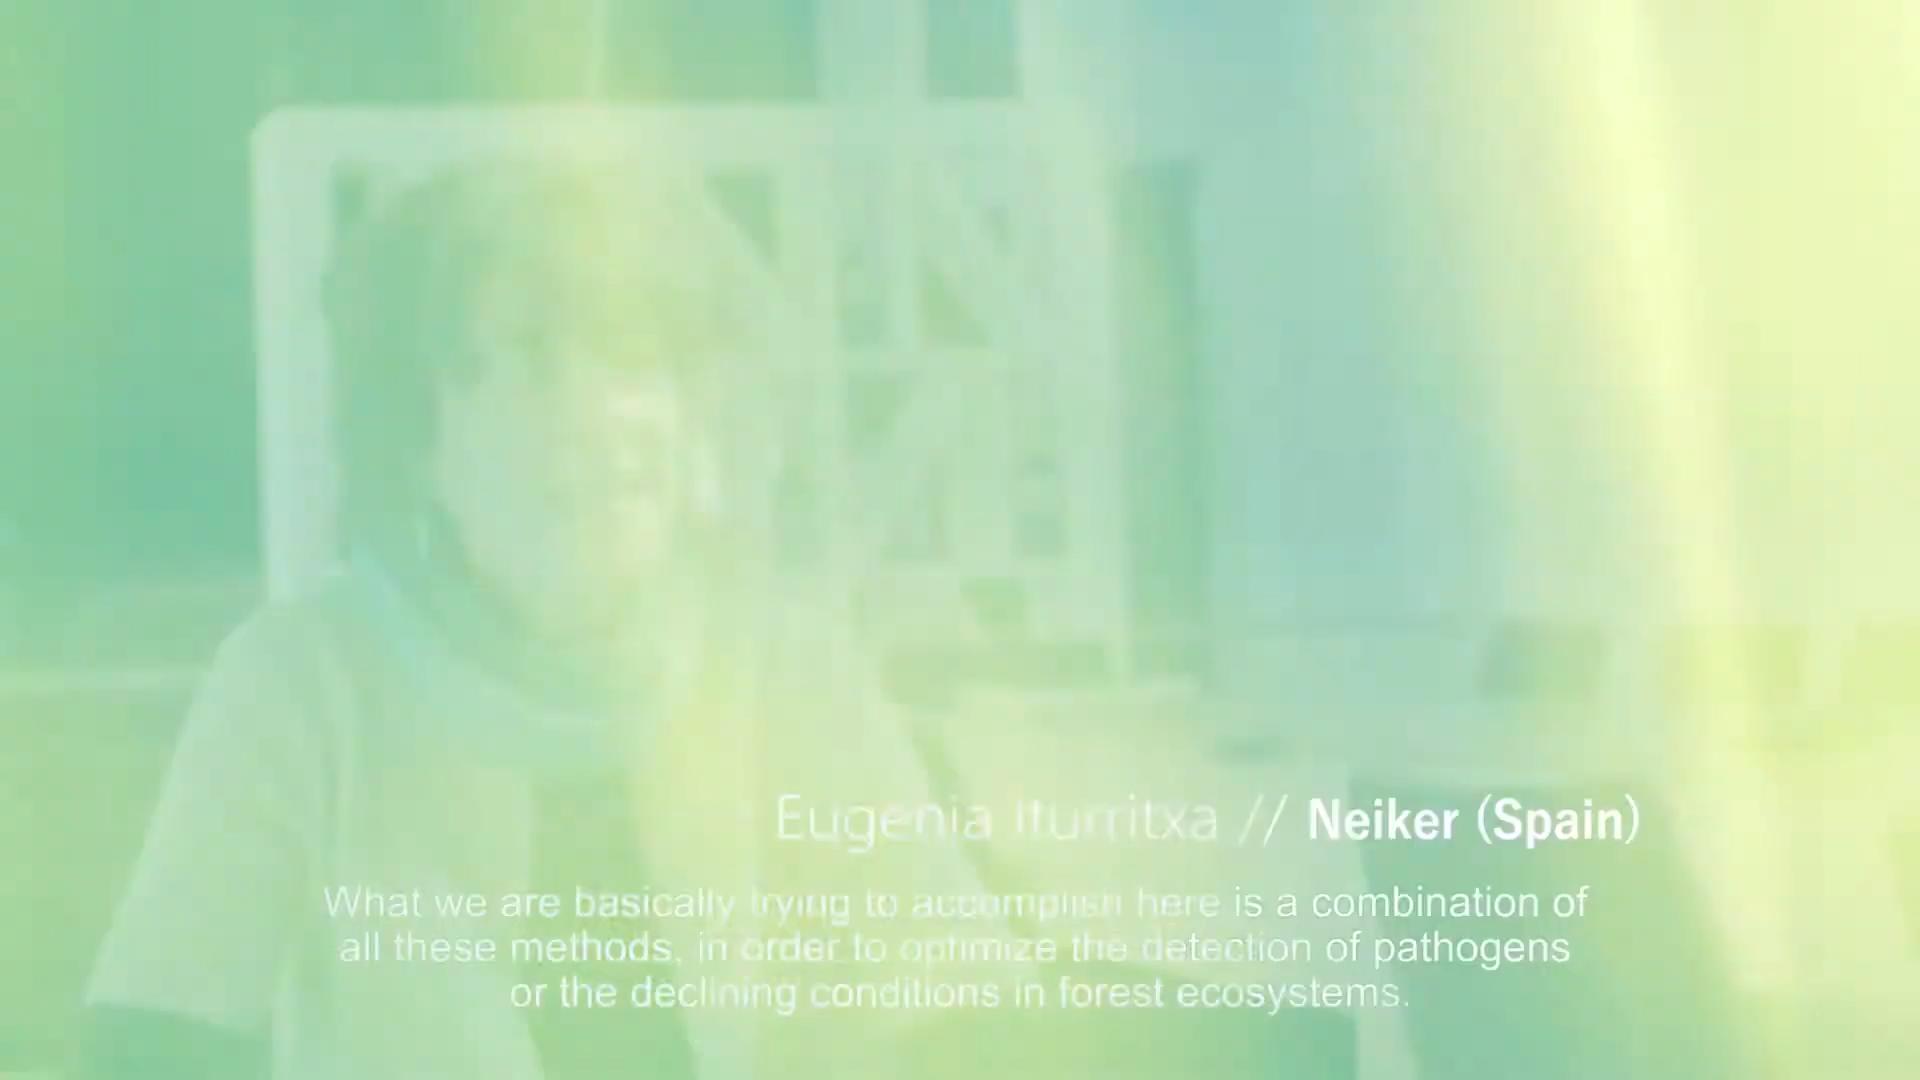 Eugenia Iturritxa // Neiker (Spain)
What we are basically trying to accomplish here is a combination of
all these methods, in order to optimize the detection of pathogens
or the declining conditions in forest ecosystems.